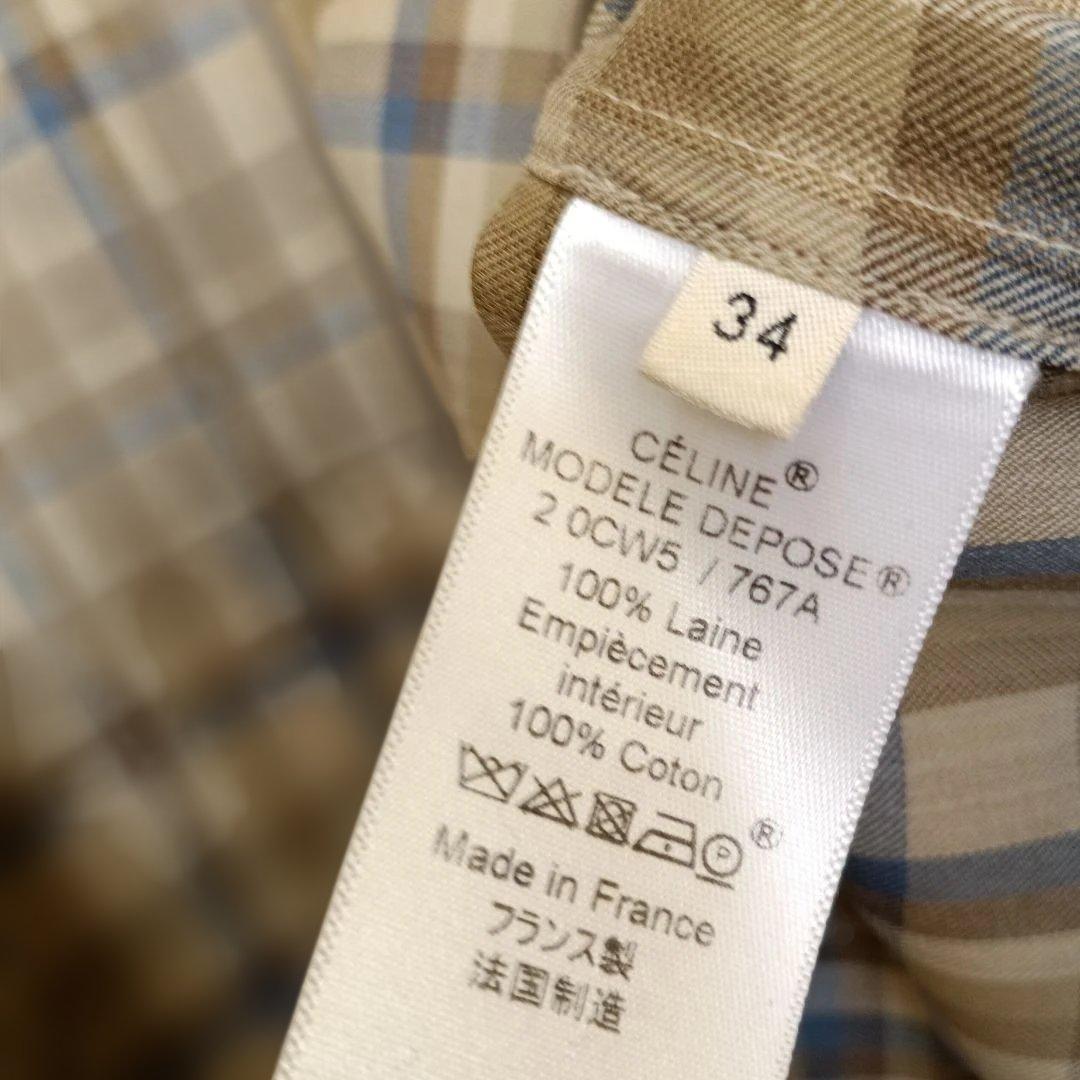 34
CÉLINE®
MODELE DEPOSE®
2 0CW5 / 767A
100% Laine
Empiècement
intérieur
100% Coton
P ®
Made in France
フランス製
法国制造